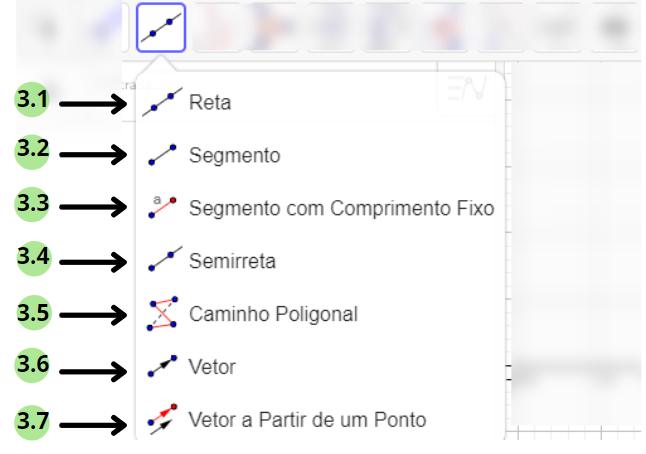 3.1 Reta
3.2 Segmento
3.3 a Segmento com Comprimento Fixo
3.4 Semirreta
3.5 Caminho Poligonal
3.6 Vetor
3.7 Vetor a Partir de um Ponto